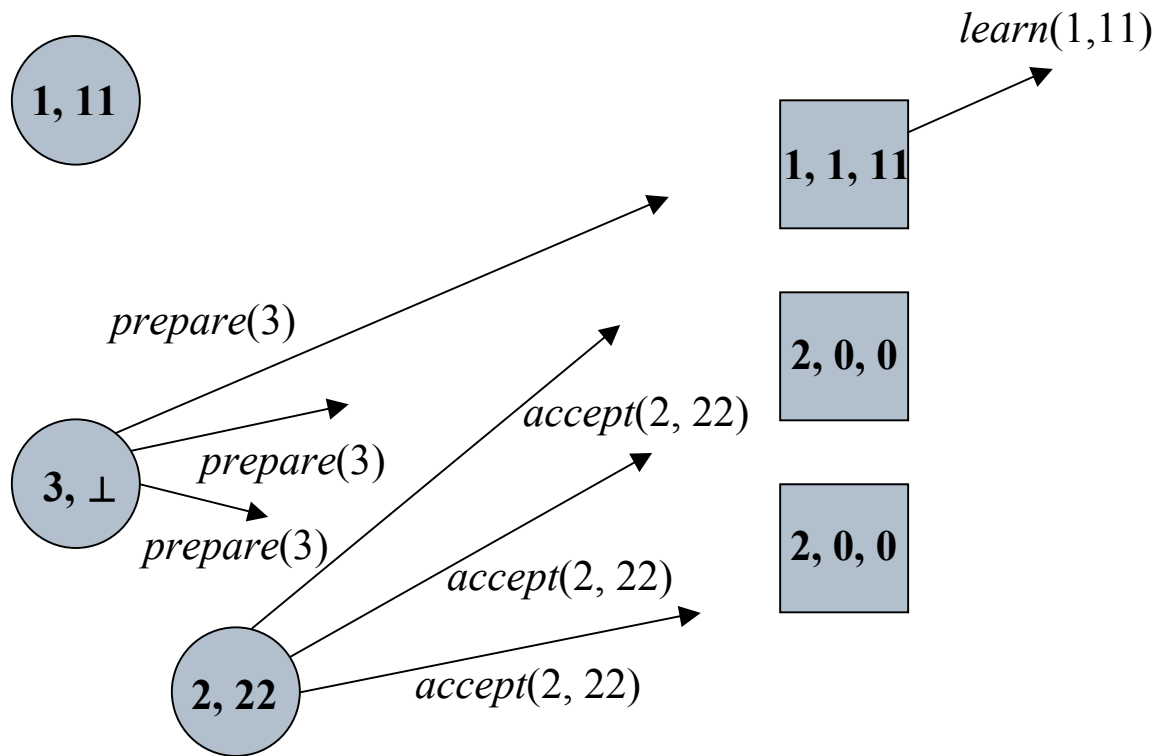 learn(1,11)
1, 11
1, 1, 11
prepare(3)
2, 0, 0
accept(2, 22)
prepare(3)
3, ⊥
prepare(3)
2, 0, 0
accept(2, 22)
accept(2, 22)
2, 22